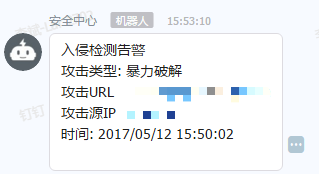 安全中心 机器人 15:53:10
入侵检测告警
攻击类型: 暴力破解
攻击URL
攻击源IP
时间: 2017/05/12 15:50:02
钉钉